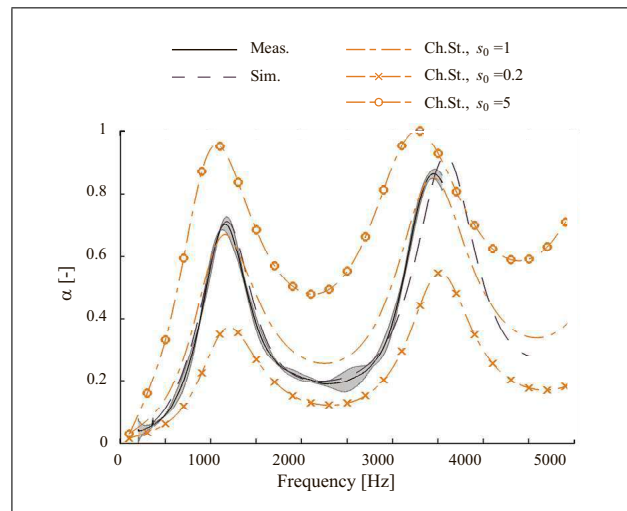 Meas.
Sim.
Ch.St., s₀ =1
Ch.St., s₀ =0.2
Ch.St., s₀ =5
1
0.8
0.6
0.4
0.2
0
α [-]
0 1000 2000 3000 4000 5000
Frequency [Hz]